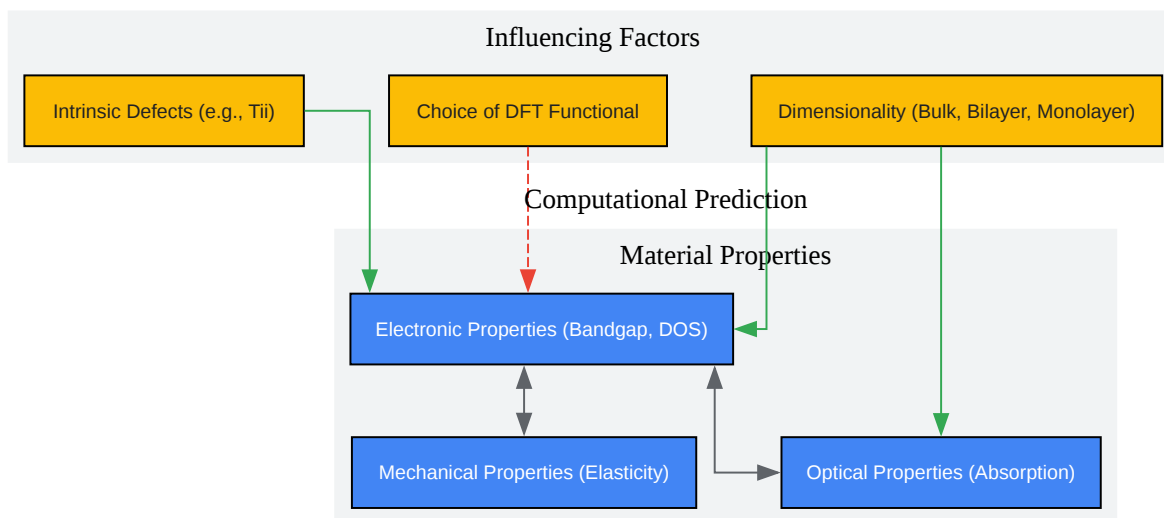 Influencing Factors
Intrinsic Defects (e.g., Tii)
Choice of DFT Functional
Dimensionality (Bulk, Bilayer, Monolayer)
Computational Prediction
Material Properties
Electronic Properties (Bandgap, DOS)
Mechanical Properties (Elasticity)
Optical Properties (Absorption)